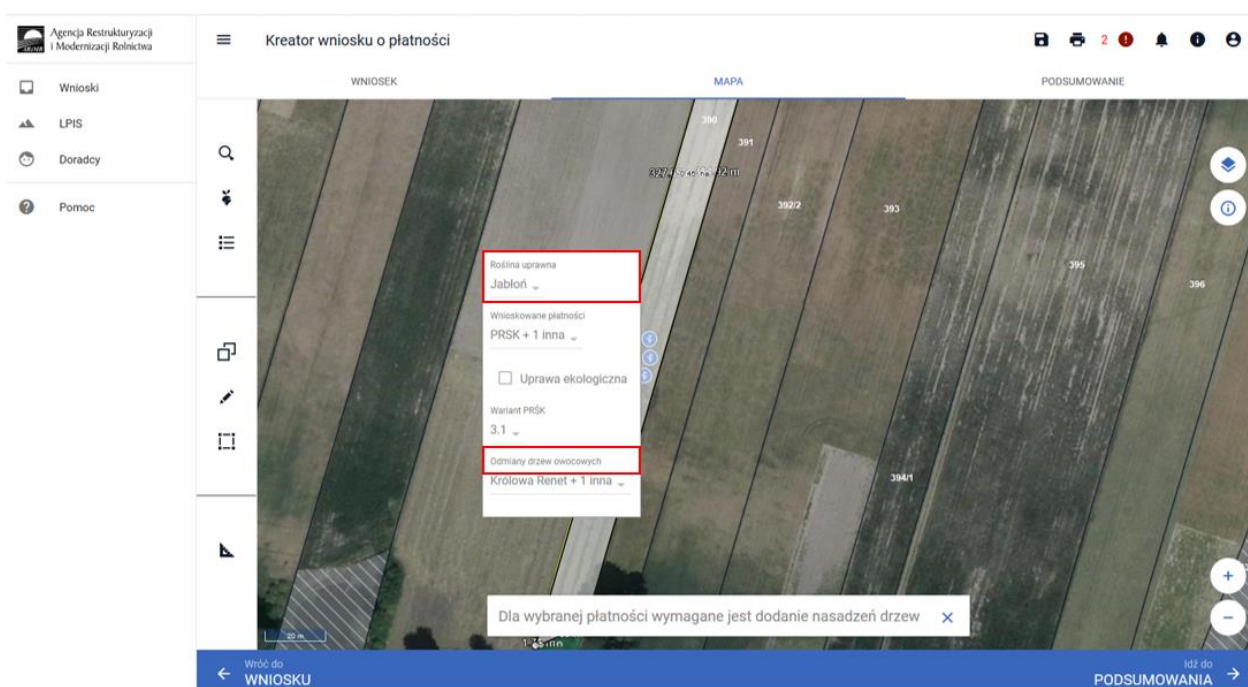 Agencja Restrukturyzacji
i Modernizacji Rolnictwa
Kreator wniosku o płatności
2
Wnioski
LPIS
Doradcy
Pomoc
WNIOSEK
MAPA
PODSUMOWANIE
390
391
392/2
393
395
396
394/1
Roślina uprawna
Jabłoń
Wnioskowane płatności
PRSK + 1 inna
Uprawa ekologiczna
Wariant PRŚK
3.1
Odmiany drzew owocowych
Królowa Renet + 1 inna
Dla wybranej płatności wymagane jest dodanie nasadzeń drzew
20 m
Wróć do
WNIOSKU
Idź do
PODSUMOWANIA